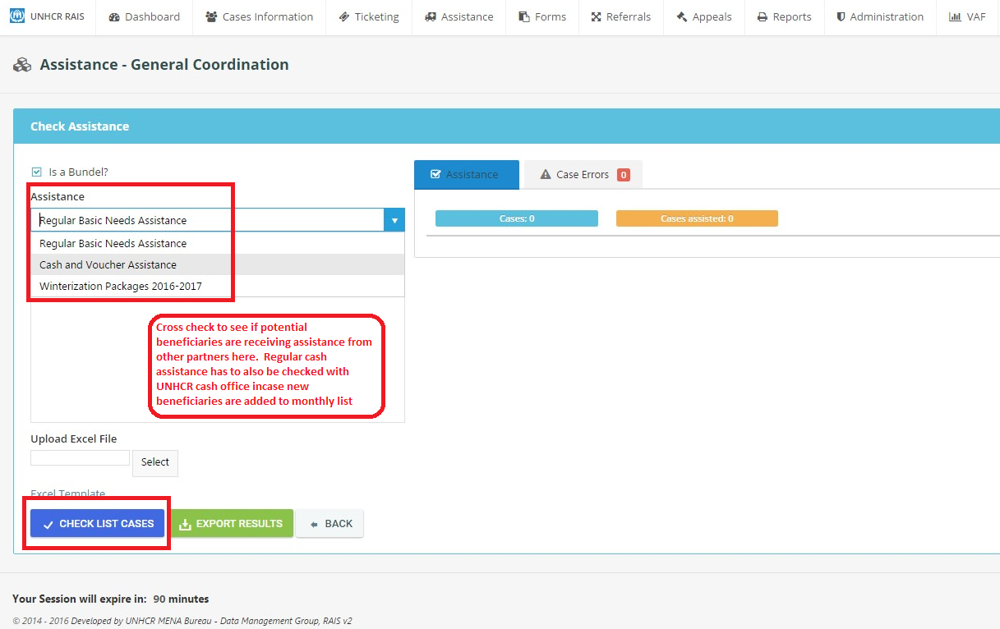 UNHCR RAIS Dashboard Cases Information Ticketing Assistance Forms Referrals Appeals Reports Administration VAF
Assistance - General Coordination
Check Assistance
Is a Bundel?
Assistance
Regular Basic Needs Assistance
Regular Basic Needs Assistance
Cash and Voucher Assistance
Winterization Packages 2016-2017
Assistance Case Errors 0
Cases: 0 Cases assisted: 0
Cross check to see if potential
beneficiaries are receiving assistance from
other partners here. Regular cash
assistance has to also be checked with
UNHCR cash office incase new
beneficiaries are added to monthly list
Upload Excel File
Select
Excel Template
CHECK LIST CASES EXPORT RESULTS BACK
Your Session will expire in: 90 minutes
© 2014 - 2016 Developed by UNHCR MENA Bureau - Data Management Group, RAIS v2